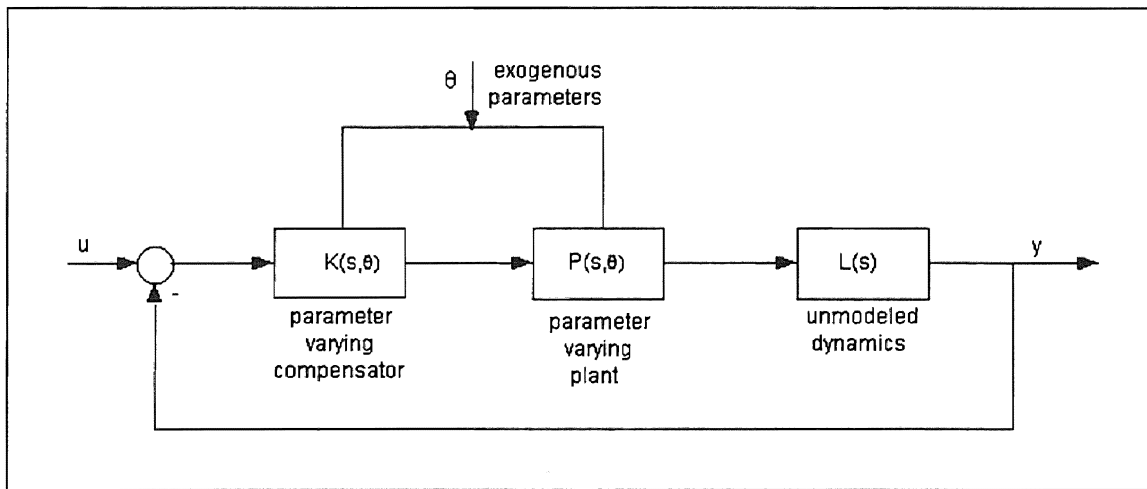 θ
exogenous
parameters
u
-
K(s,θ)
P(s,θ)
L(s)
y
parameter
varying
compensator
parameter
varying
plant
unmodeled
dynamics